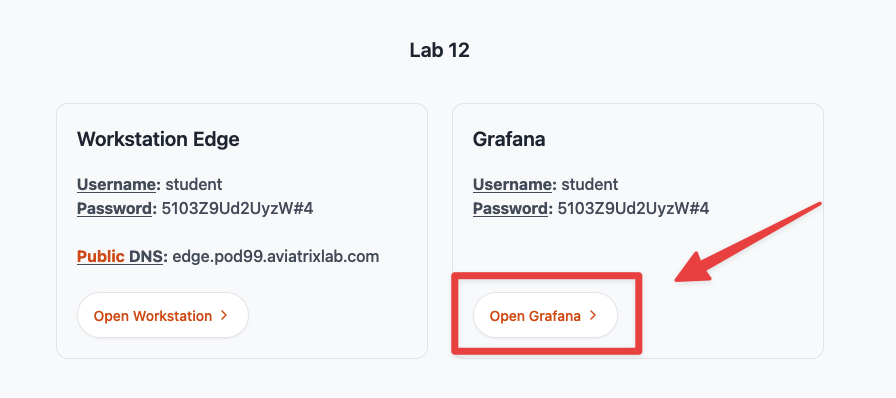 Lab 12
Workstation Edge
Username: student
Password: 5103Z9Ud2UyzW#4
Public DNS: edge.pod99.aviatrixlab.com
Open Workstation >
Grafana
Username: student
Password: 5103Z9Ud2UyzW#4
Open Grafana >